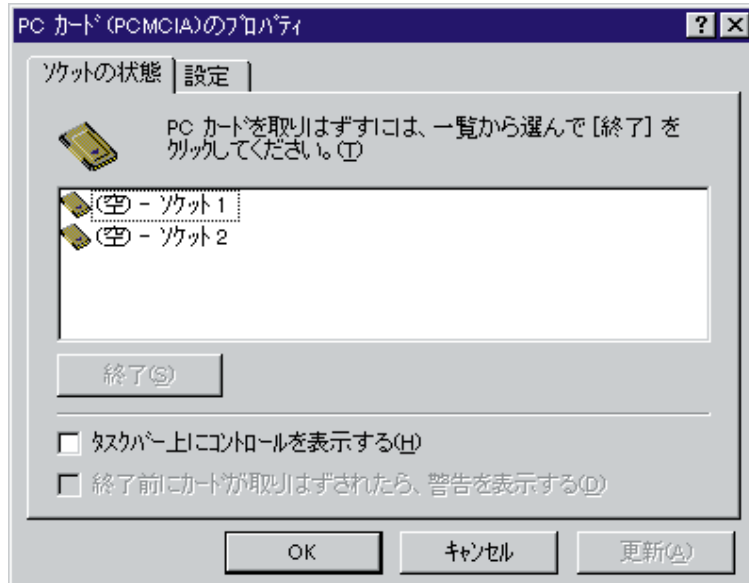 PC カード(PCMCIA)のプロパティ
ソケットの状態 設定
PC カードを取りはずすには、一覧から選んで [終了] を
クリックしてください。(T)
(空) - ソケット 1
(空) - ソケット 2
終了(S)
タスクバー上にコントロールを表示する(H)
終了前にカードが取りはずされたら、警告を表示する(D)
OK キャンセル 更新(A)